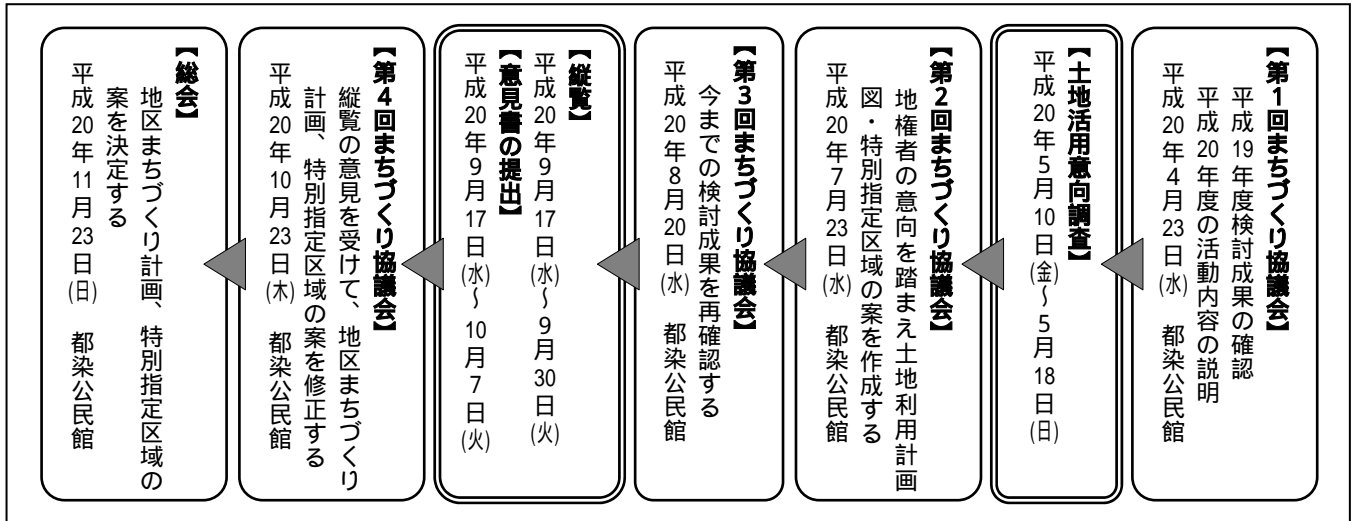 【第1回まちづくり協議会】
平成19年度検討成果の確認
平成20年度の活動内容の説明
平成20年4月23日(水) 都染公民館
【土地活用意向調査】
平成20年5月10日(金)～5月18日(日)
【第2回まちづくり協議会】
地権者の意向を踏まえ土地利用計画
図・特別指定区域の案を作成する
平成20年7月23日(水) 都染公民館
【第3回まちづくり協議会】
今までの検討成果を再確認する
平成20年8月20日(水) 都染公民館
【縦覧】
平成20年9月17日(水)～9月30日(火)
【意見書の提出】
平成20年9月17日(水)～10月7日(火)
【第4回まちづくり協議会】
縦覧の意見を受けて、地区まちづくり
計画、特別指定区域の案を修正する
平成20年10月23日(木) 都染公民館
【総会】
地区まちづくり計画、特別指定区域の
案を決定する
平成20年11月23日(日) 都染公民館